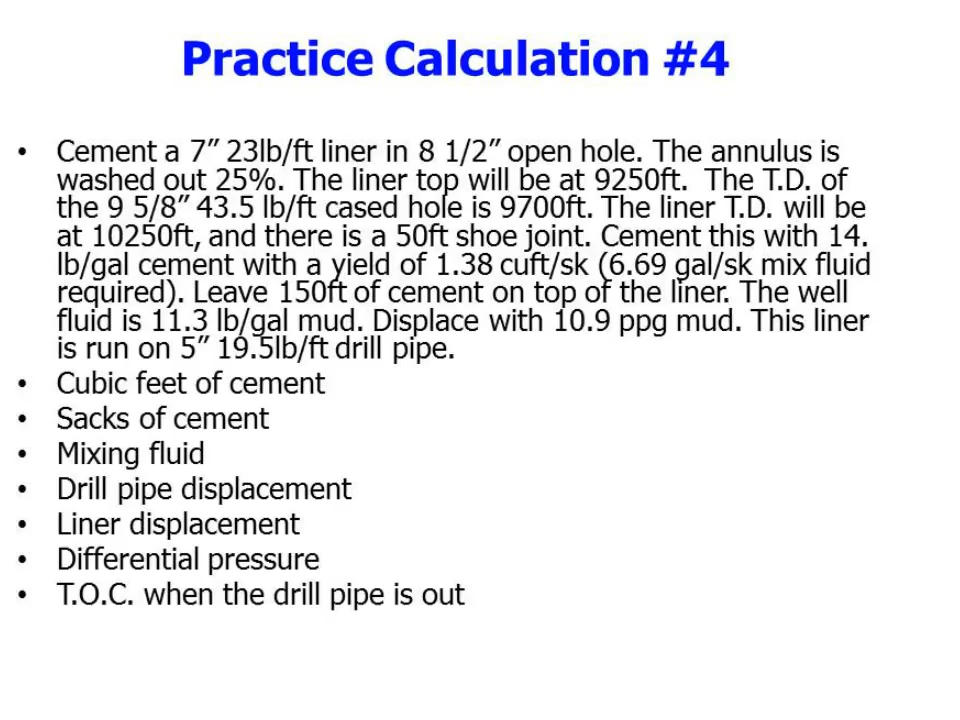 Practice Calculation #4
• Cement a 7” 23lb/ft liner in 8 1/2” open hole. The annulus is
washed out 25%. The liner top will be at 9250ft. The T.D. of
the 9 5/8” 43.5 lb/ft cased hole is 9700ft. The liner T.D. will be
at 10250ft, and there is a 50ft shoe joint. Cement this with 14.
lb/gal cement with a yield of 1.38 cuft/sk (6.69 gal/sk mix fluid
required). Leave 150ft of cement on top of the liner. The well
fluid is 11.3 lb/gal mud. Displace with 10.9 ppg mud. This liner
is run on 5” 19.5lb/ft drill pipe.
• Cubic feet of cement
• Sacks of cement
• Mixing fluid
• Drill pipe displacement
• Liner displacement
• Differential pressure
• T.O.C. when the drill pipe is out